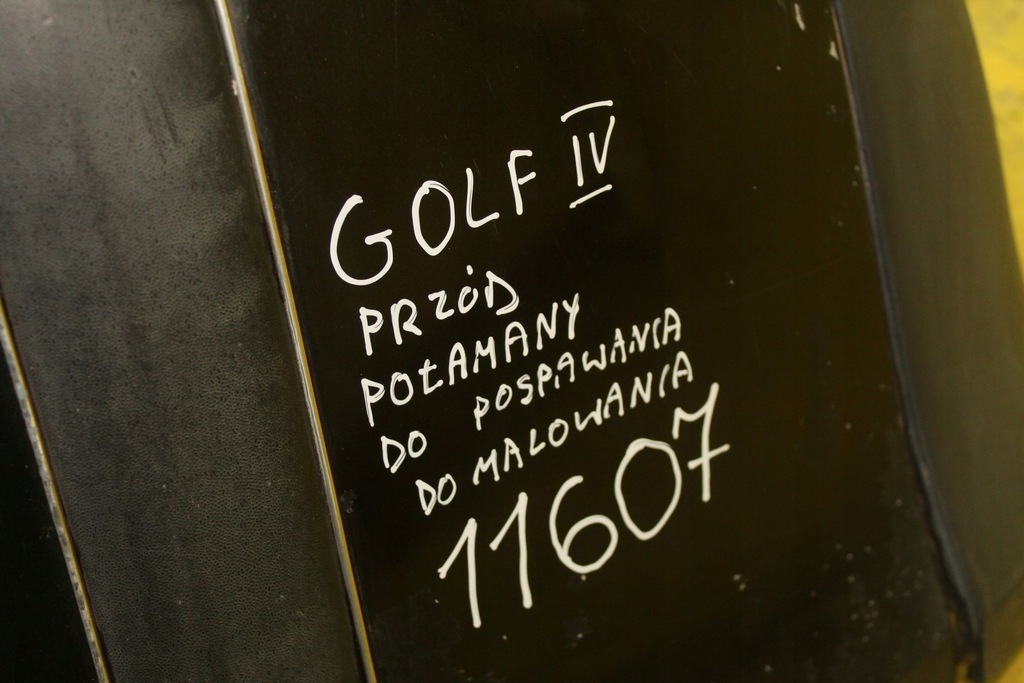 GOLF IV
PRZÓD
POŁAMANY
DO POSPAWANIA
DO MALOWANIA
11607